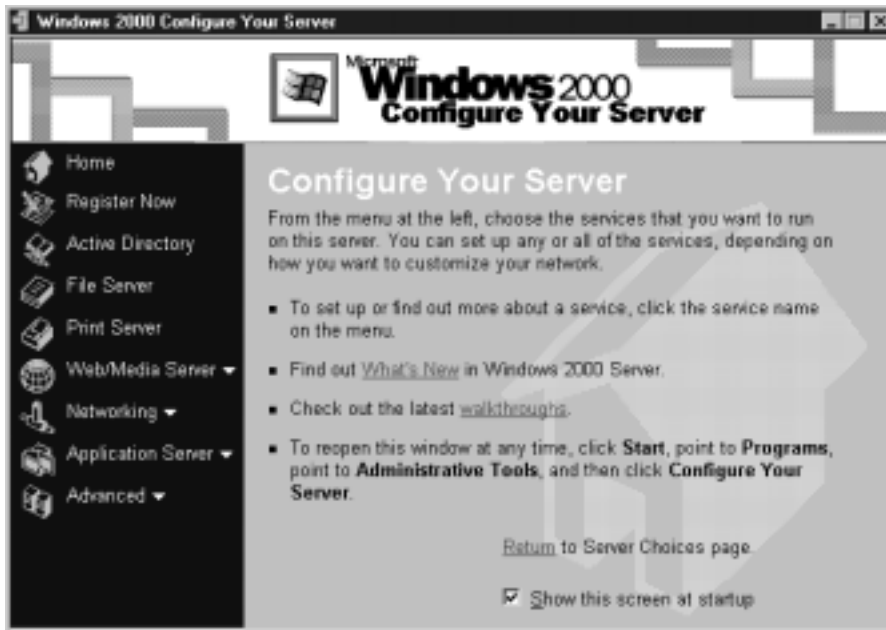 Windows 2000 Configure Your Server
Microsoft
Windows 2000
Configure Your Server
Home
Register Now
Active Directory
File Server
Print Server
Web/Media Server
Networking
Application Server
Advanced
Configure Your Server
From the menu at the left, choose the services that you want to run
on this server. You can set up any or all of the services, depending on
how you want to customize your network.
To set up or find out more about a service, click the service name
on the menu.
Find out What's New in Windows 2000 Server.
Check out the latest walkthroughs.
To reopen this window at any time, click Start, point to Programs,
point to Administrative Tools, and then click Configure Your
Server.
Return to Server Choices page.
Show this screen at startup